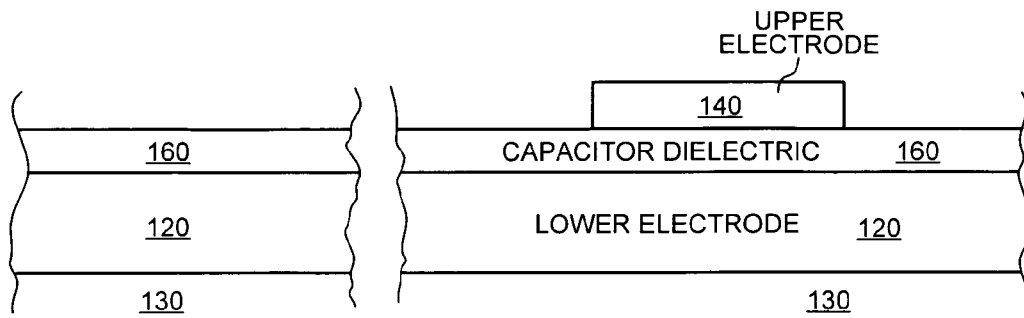 UPPER
ELECTRODE
140
160
CAPACITOR DIELECTRIC 160
120
LOWER ELECTRODE 120
130
130